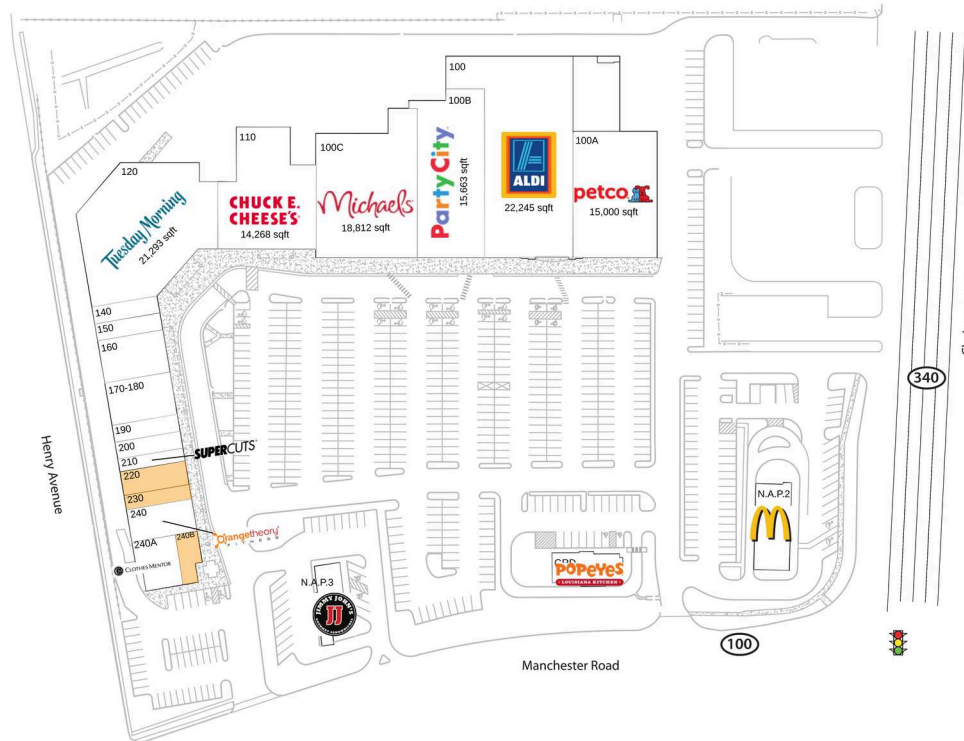 100
100B
110
100C
100A
120
Party City
15,663 sqft
ALDI
22,245 sqft
petco
15,000 sqft
CHUCK E.
CHEESE'S
14,268 sqft
Michaels
18,812 sqft
Tuesday Morning
21,293 sqft
140
150
160
170-180
190
200
210
SUPERCUTS
220
230
240
240A
240B
Orangetheory
FITNESS
CLOTHES MENTOR
Henry Avenue
340
N.A.P.2
N.A.P.3
JIMMY JOHN'S
JJ
POPEYES
LOUISIANA KITCHEN
100
Manchester Road